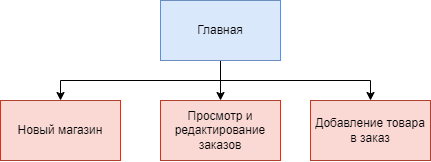 Главная
Новый магазин
Просмотр и
редактирование
заказов
Добавление товара
в заказ